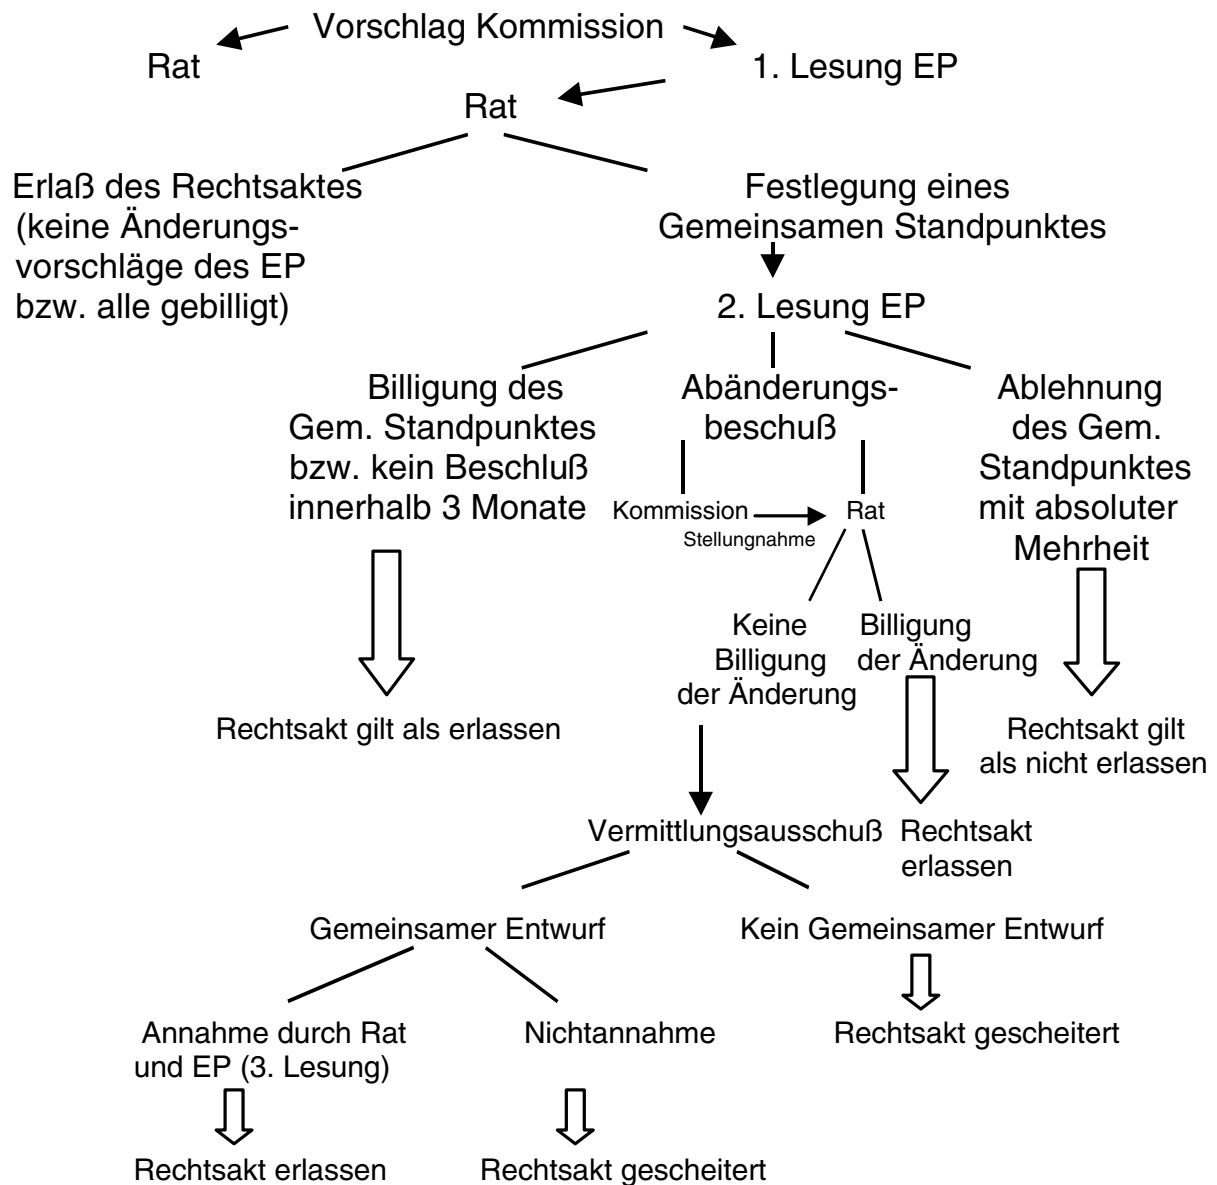 Vorschlag Kommission
Rat
1. Lesung EP
Rat
Erlaß des Rechtsaktes
(keine Änderungs-
vorschläge des EP
bzw. alle gebilligt)
Festlegung eines
Gemeinsamen Standpunktes
2. Lesung EP
Billigung des
Gem. Standpunktes
bzw. kein Beschluß
innerhalb 3 Monate
Abänderungs-
beschuß
Ablehnung
des Gem.
Standpunktes
mit absoluter
Mehrheit
Kommission
Stellungnahme
Rat
Keine
Billigung
der Änderung
Billigung
der Änderung
Rechtsakt gilt als erlassen
Rechtsakt gilt
als nicht erlassen
Vermittlungsausschuß
Rechtsakt
erlassen
Gemeinsamer Entwurf
Kein Gemeinsamer Entwurf
Annahme durch Rat
und EP (3. Lesung)
Nichtannahme
Rechtsakt gescheitert
Rechtsakt erlassen
Rechtsakt gescheitert